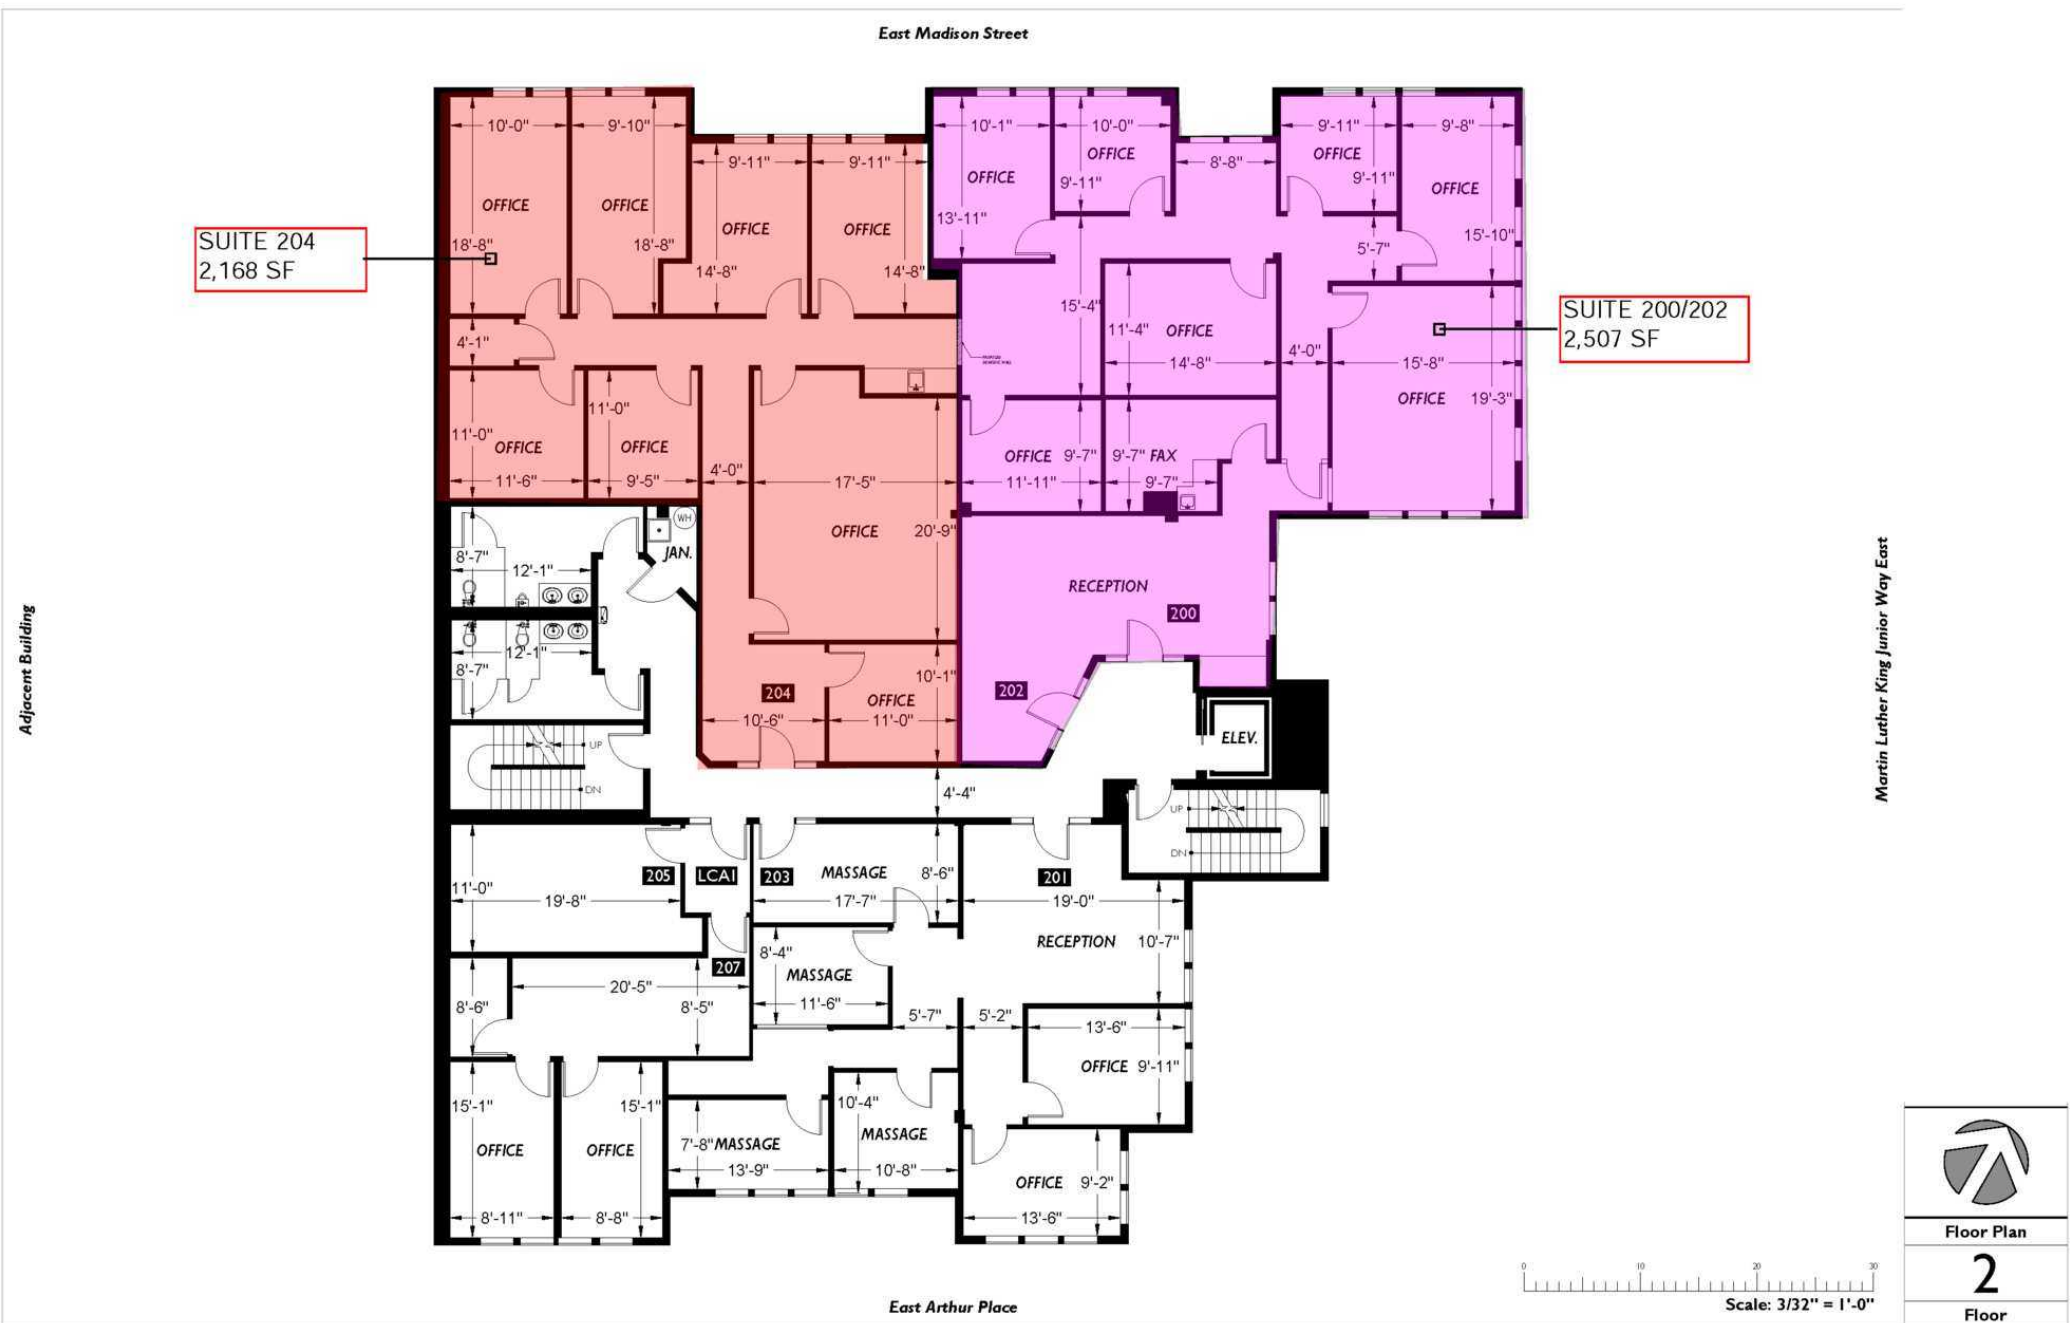 East Madison Street
10'-0"
9'-10"
9'-11"
9'-11"
10'-1"
10'-0"
8'-8"
9'-11"
9'-8"
OFFICE
OFFICE
OFFICE
OFFICE
OFFICE
OFFICE
OFFICE
OFFICE
18'-8"
18'-8"
14'-8"
14'-8"
13'-11"
9'-11"
9'-11"
15'-10"
5'-7"
SUITE 204
2,168 SF
SUITE 200/202
2,507 SF
4'-1"
15'-4"
11'-4"
OFFICE
14'-8"
4'-0"
15'-8"
OFFICE
19'-3"
11'-0"
OFFICE
11'-6"
11'-0"
OFFICE
9'-5"
4'-0"
17'-5"
OFFICE
20'-9"
OFFICE
9'-7"
11'-11"
9'-7"
FAX
9'-7"
WH
JAN.
8'-7"
12'-1"
8'-7"
12'-1"
RECEPTION
200
202
204
10'-6"
OFFICE
10'-1"
11'-0"
ELEV.
UP
DN
4'-4"
UP
DN
Adjacent Building
Martin Luther King Junior Way East
11'-0"
19'-8"
205
LCAI
203
MASSAGE
17'-7"
8'-6"
201
19'-0"
RECEPTION
10'-7"
207
8'-4"
MASSAGE
11'-6"
8'-6"
20'-5"
8'-5"
5'-7"
5'-2"
13'-6"
OFFICE
9'-11"
15'-1"
OFFICE
8'-11"
15'-1"
OFFICE
8'-8"
7'-8"
MASSAGE
13'-9"
10'-4"
MASSAGE
10'-8"
OFFICE
9'-2"
13'-6"
East Arthur Place
0 10 20 30
Scale: 3/32" = 1'-0"
Floor Plan
2
Floor